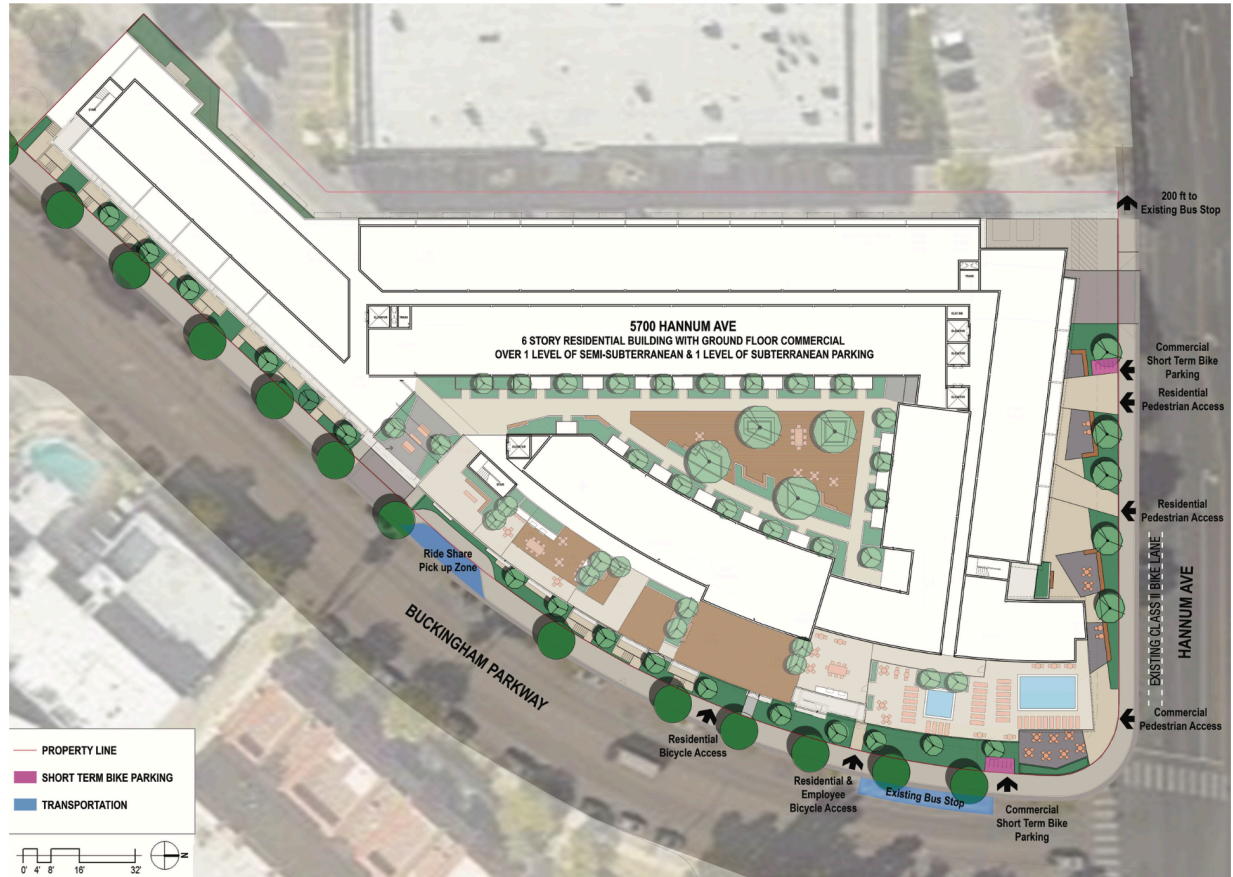 5700 HANNUM AVE
6 STORY RESIDENTIAL BUILDING WITH GROUND FLOOR COMMERCIAL
OVER 1 LEVEL OF SEMI-SUBTERRANEAN & 1 LEVEL OF SUBTERRANEAN PARKING
200 ft to
Existing Bus Stop
Commercial
Short Term Bike
Parking
Residential
Pedestrian Access
Residential
Pedestrian Access
EXISTING CLASS II BIKE LANE
HANNUM AVE
Commercial
Pedestrian Access
Ride Share
Pick up Zone
BUCKINGHAM PARKWAY
Residential
Bicycle Access
Residential &
Employee
Bicycle Access
Existing Bus Stop
Commercial
Short Term Bike
Parking
PROPERTY LINE
SHORT TERM BIKE PARKING
TRANSPORTATION
0' 4' 8' 16' 32'
N